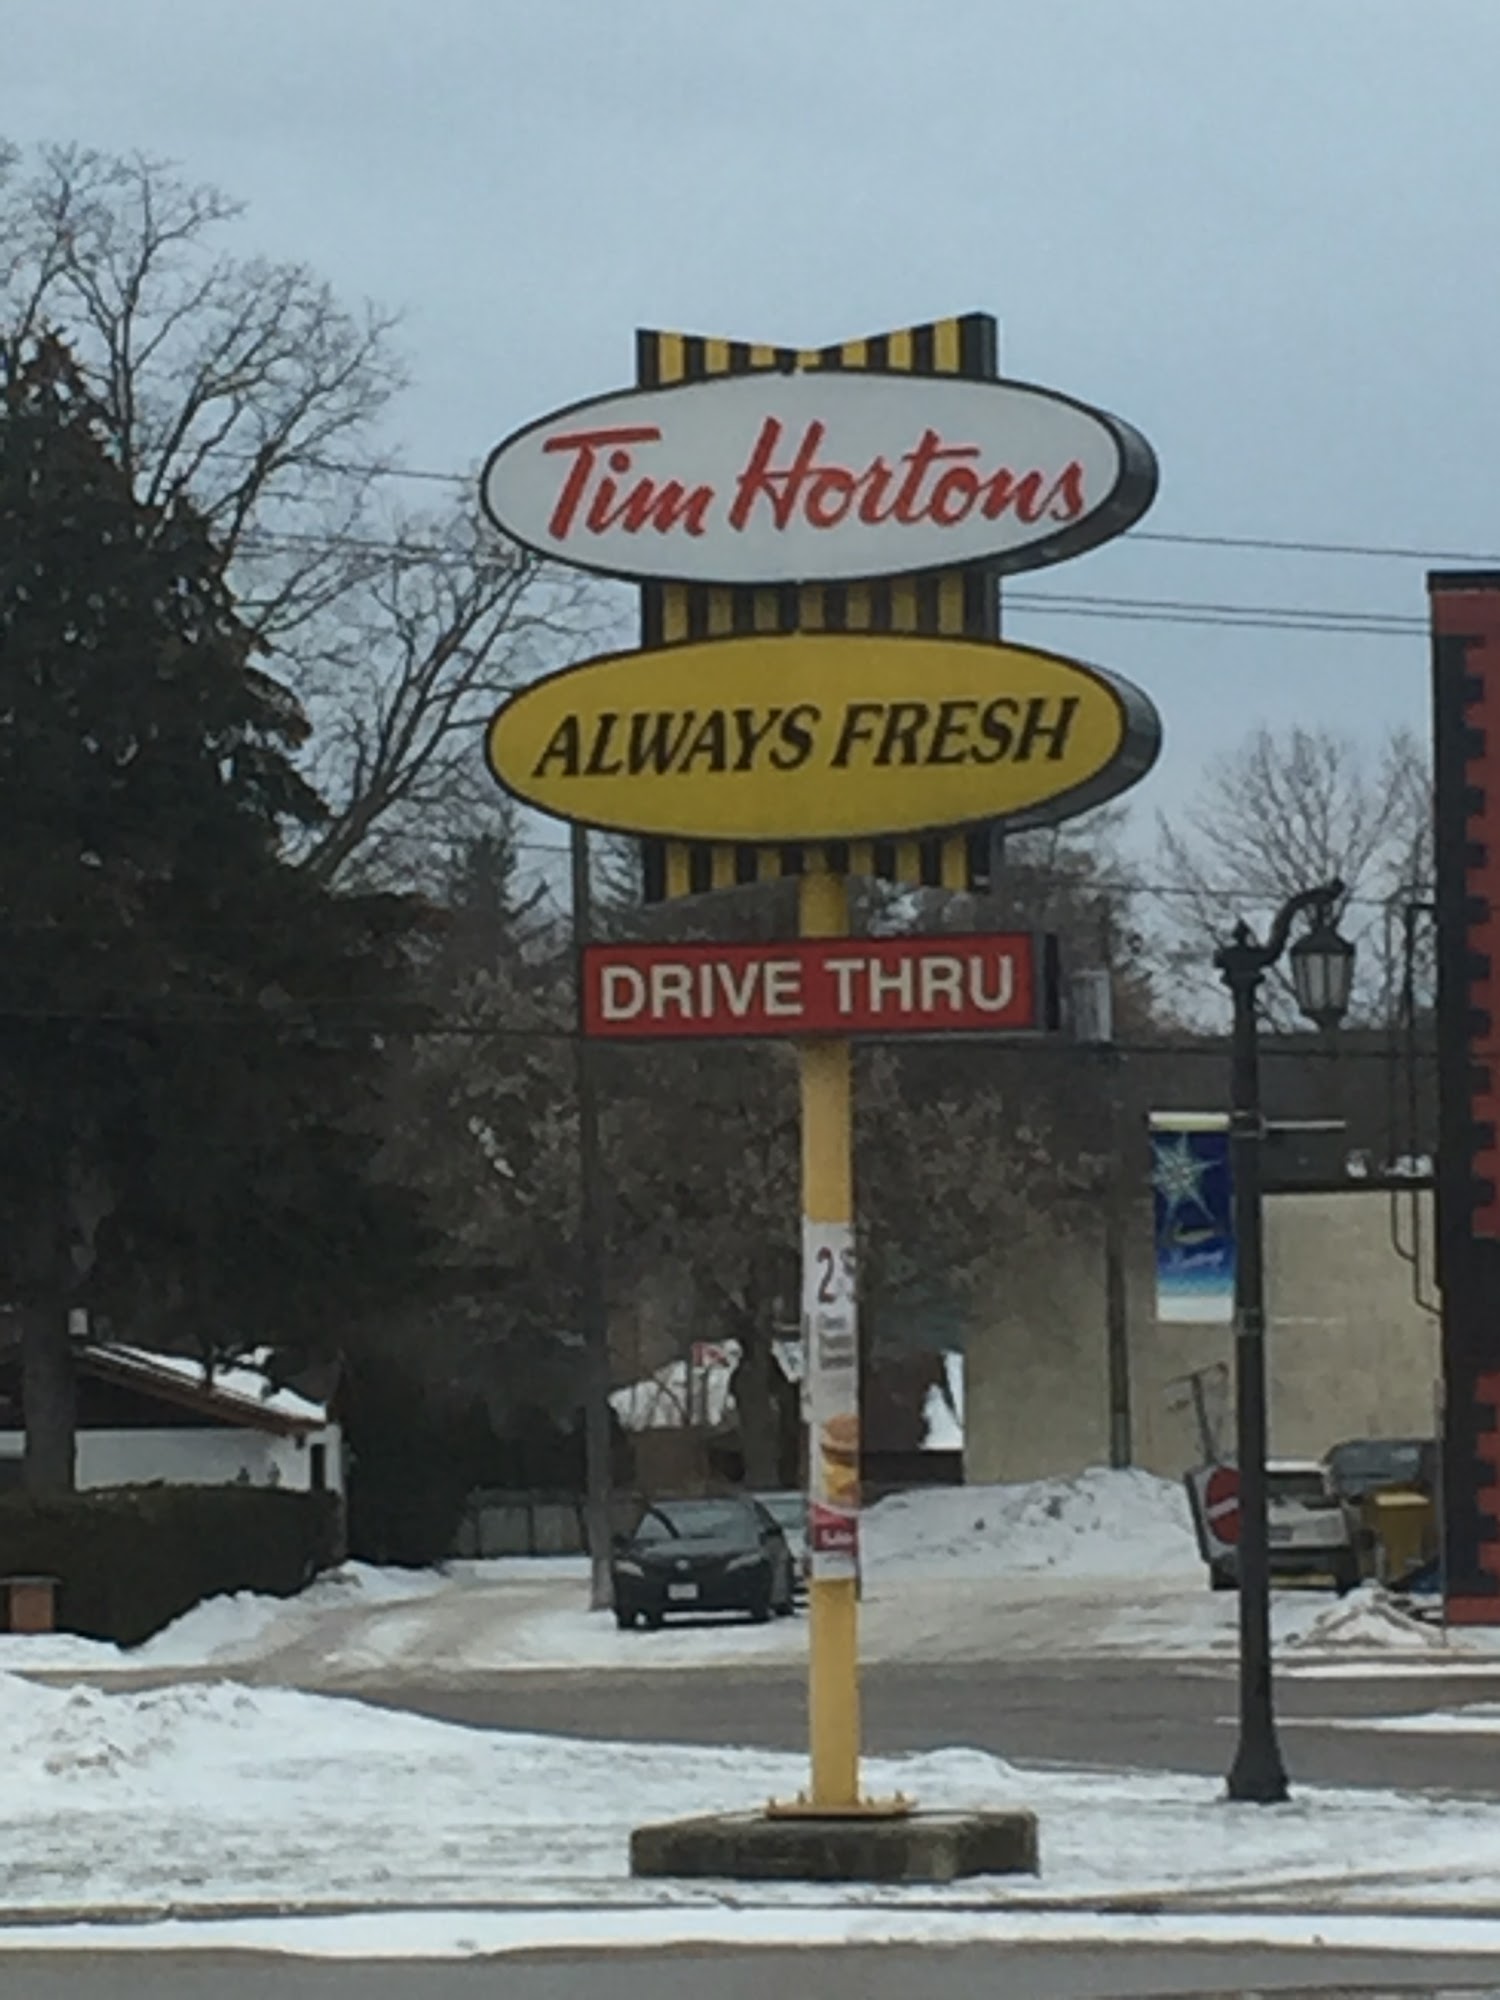 Tim Hortons
ALWAYS FRESH
DRIVE THRU